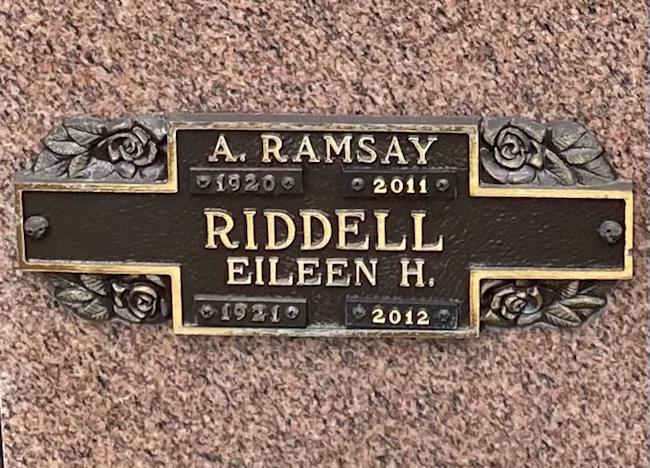 A. RAMSAY
1920 2011
RIDDELL
EILEEN H.
1921 2012